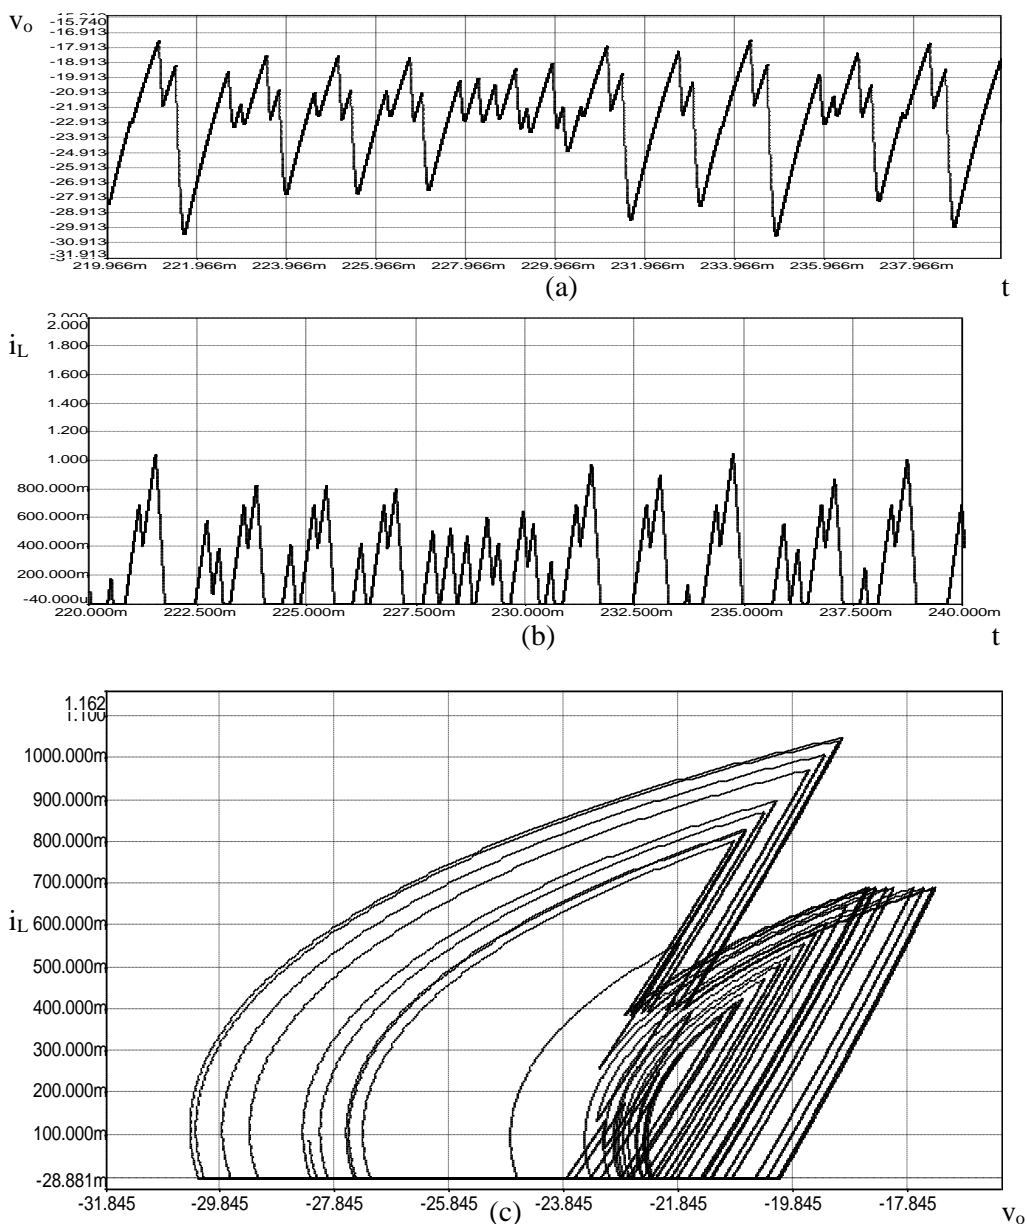 vₒ
-15.740
-16.913
-17.913
-18.913
-19.913
-20.913
-21.913
-22.913
-23.913
-24.913
-25.913
-26.913
-27.913
-28.913
-30.913
-31.913
219.966m 221.966m 223.966m 225.966m 227.966m 229.966m 231.966m 233.966m 235.966m 237.966m
(a) t
iL
2.000
1.800
1.600
1.400
1.200
1.000
800.000m
600.000m
400.000m
200.000m
-40.000u
220.000m 222.500m 225.000m 227.500m 230.000m 232.500m 235.000m 237.500m 240.000m
(b) t
1.162
1.100
1000.000m
900.000m
800.000m
700.000m
iL
600.000m
500.000m
400.000m
300.000m
200.000m
100.000m
-28.881m
-31.845 -29.845 -27.845 -25.845 -23.845 -21.845 -19.845 -17.845
(c) vₒ